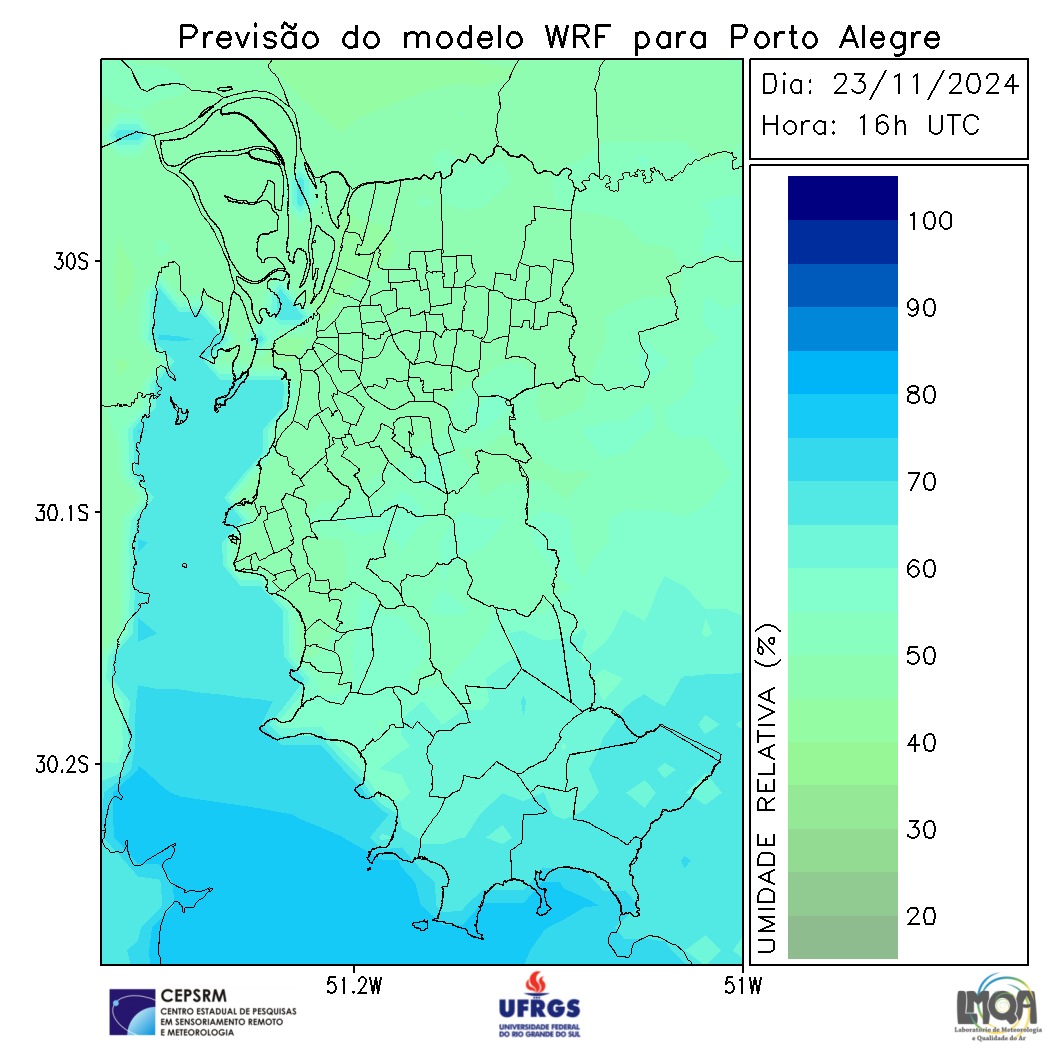 Previsão do modelo WRF para Porto Alegre
Dia: 23/11/2024
Hora: 16h UTC
30S
30.1S
30.2S
51.2W
51W
UMIDADE RELATIVA (%)
100
90
80
70
60
50
40
30
20
CEPSRM
CENTRO ESTADUAL DE PESQUISAS
EM SENSORIAMENTO REMOTO
E METEOROLOGIA
UFRGS
UNIVERSIDADE FEDERAL
DO RIO GRANDE DO SUL
LMQA
Laboratório de Meteorologia
e Qualidade do Ar